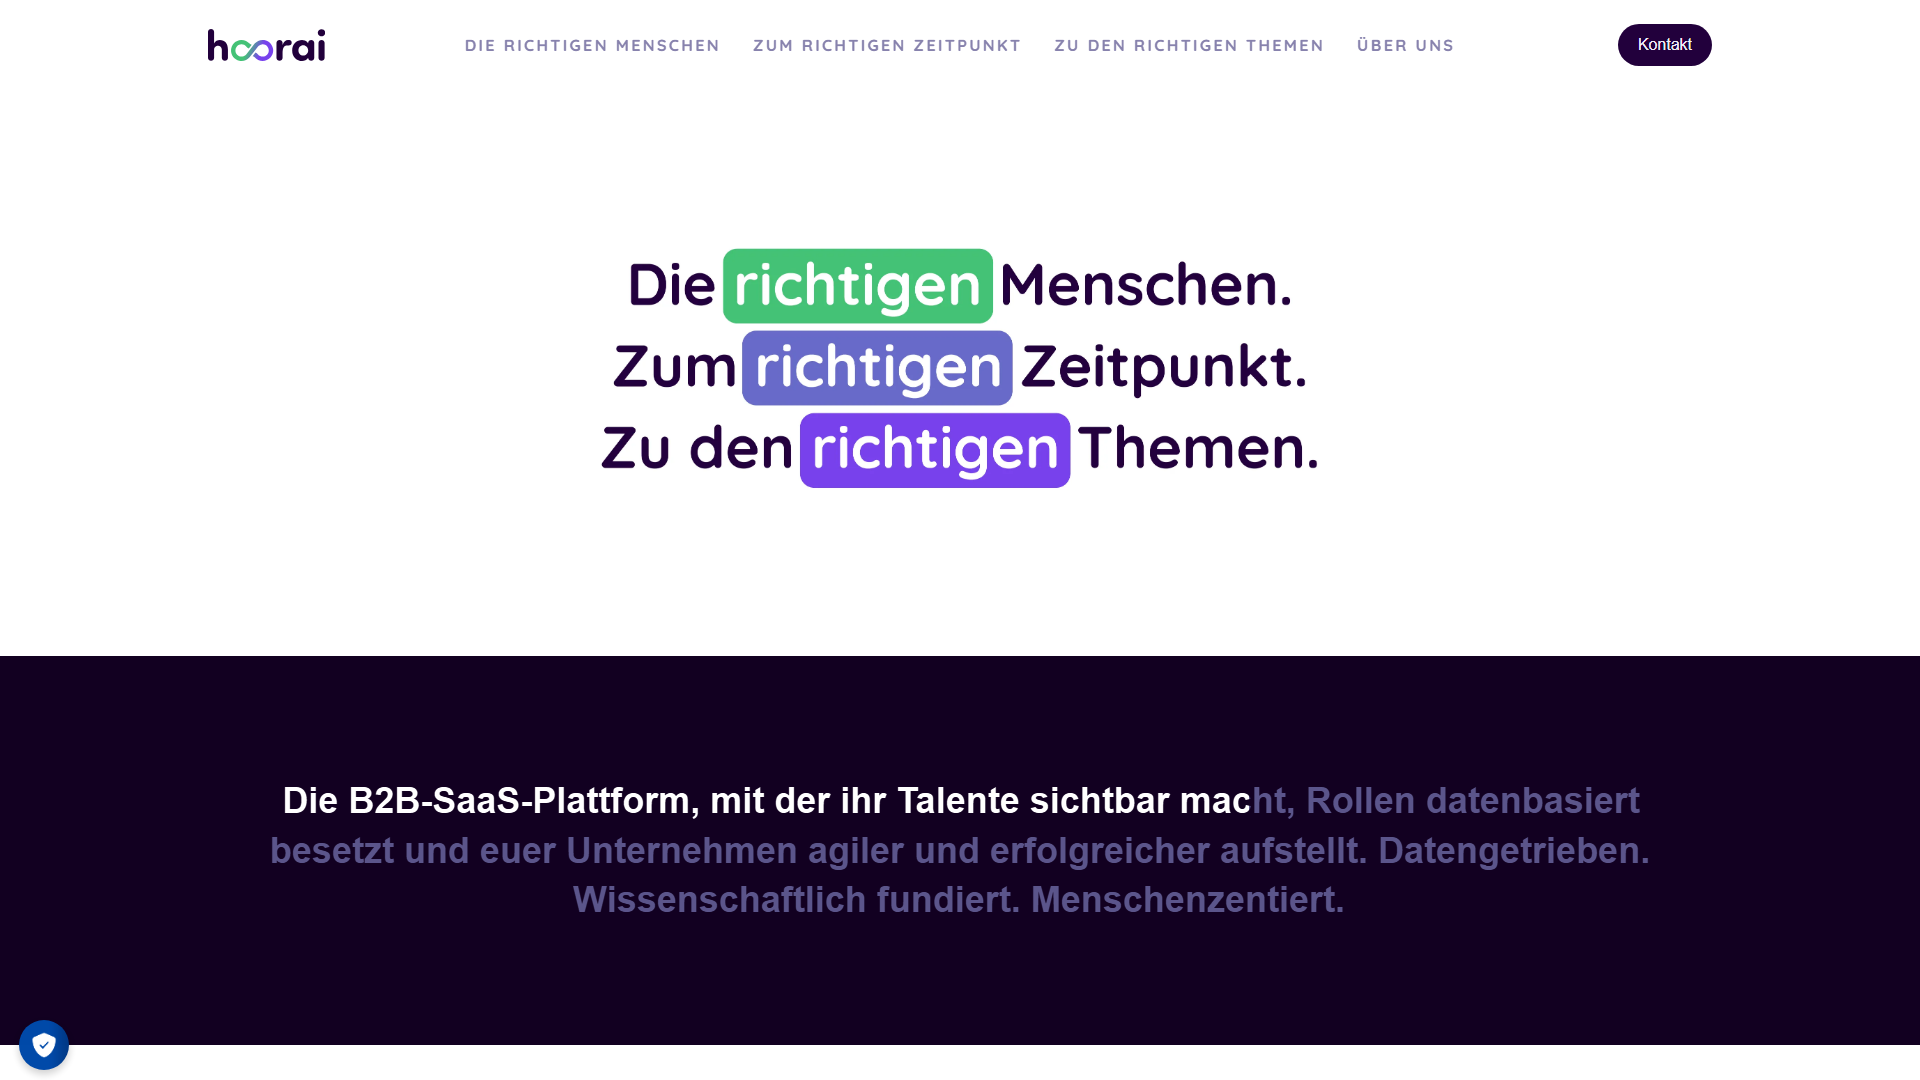 hoorai
DIE RICHTIGEN MENSCHEN
ZUM RICHTIGEN ZEITPUNKT
ZU DEN RICHTIGEN THEMEN
ÜBER UNS
Kontakt
Die richtigen Menschen.
Zum richtigen Zeitpunkt.
Zu den richtigen Themen.
Die B2B-SaaS-Plattform, mit der ihr Talente sichtbar macht, Rollen datenbasiert
besetzt und euer Unternehmen agiler und erfolgreicher aufstellt. Datengetrieben.
Wissenschaftlich fundiert. Menschenzentiert.